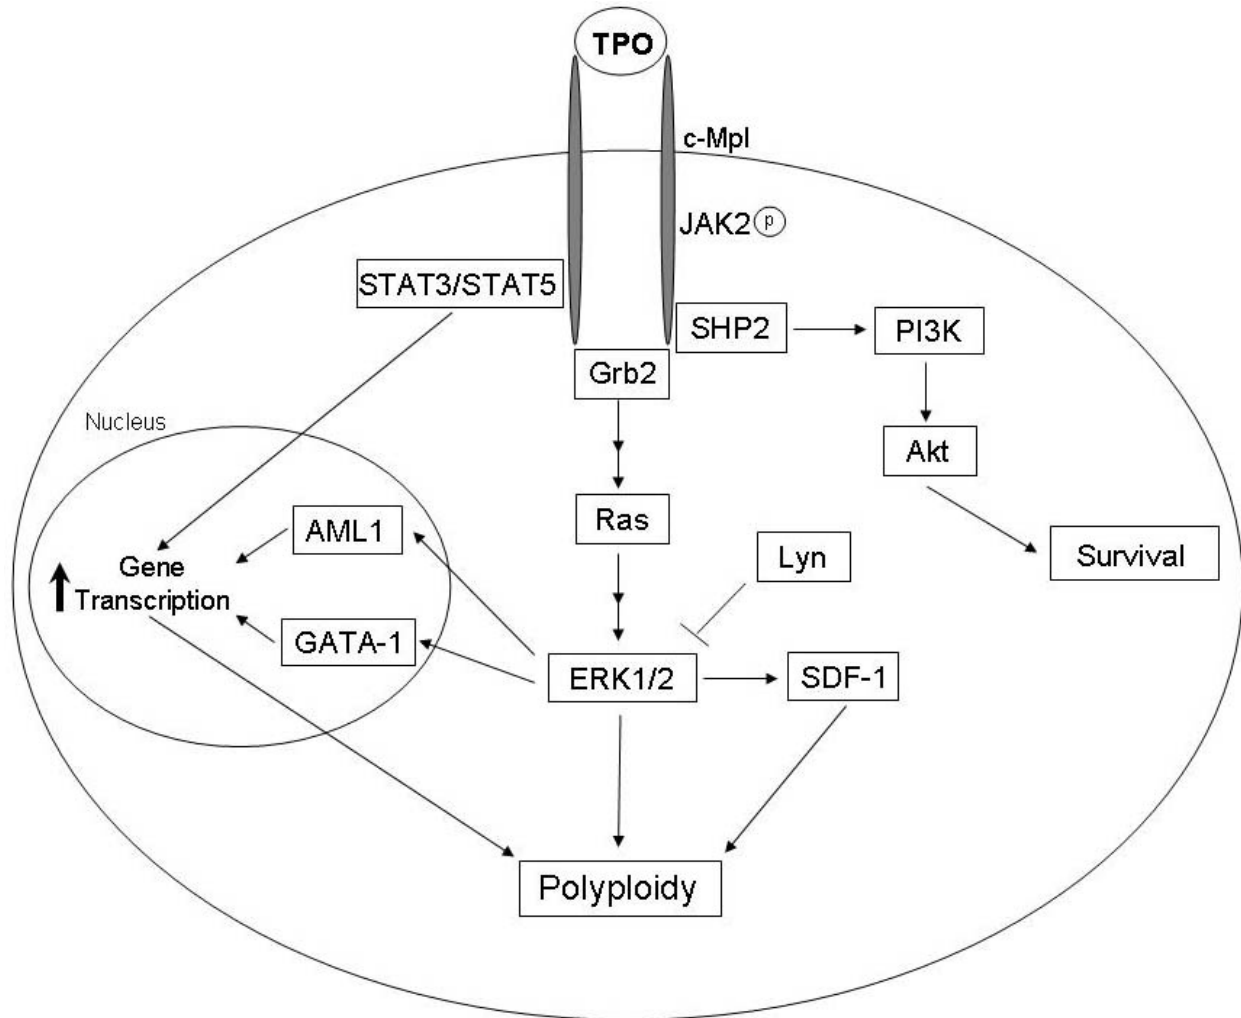 TPO
c-Mpl
JAK2 p
STAT3/STAT5
SHP2
PI3K
Grb2
Nucleus
Akt
Ras
AML1
Lyn
Survival
Gene
Transcription
GATA-1
ERK1/2
SDF-1
Polyploidy